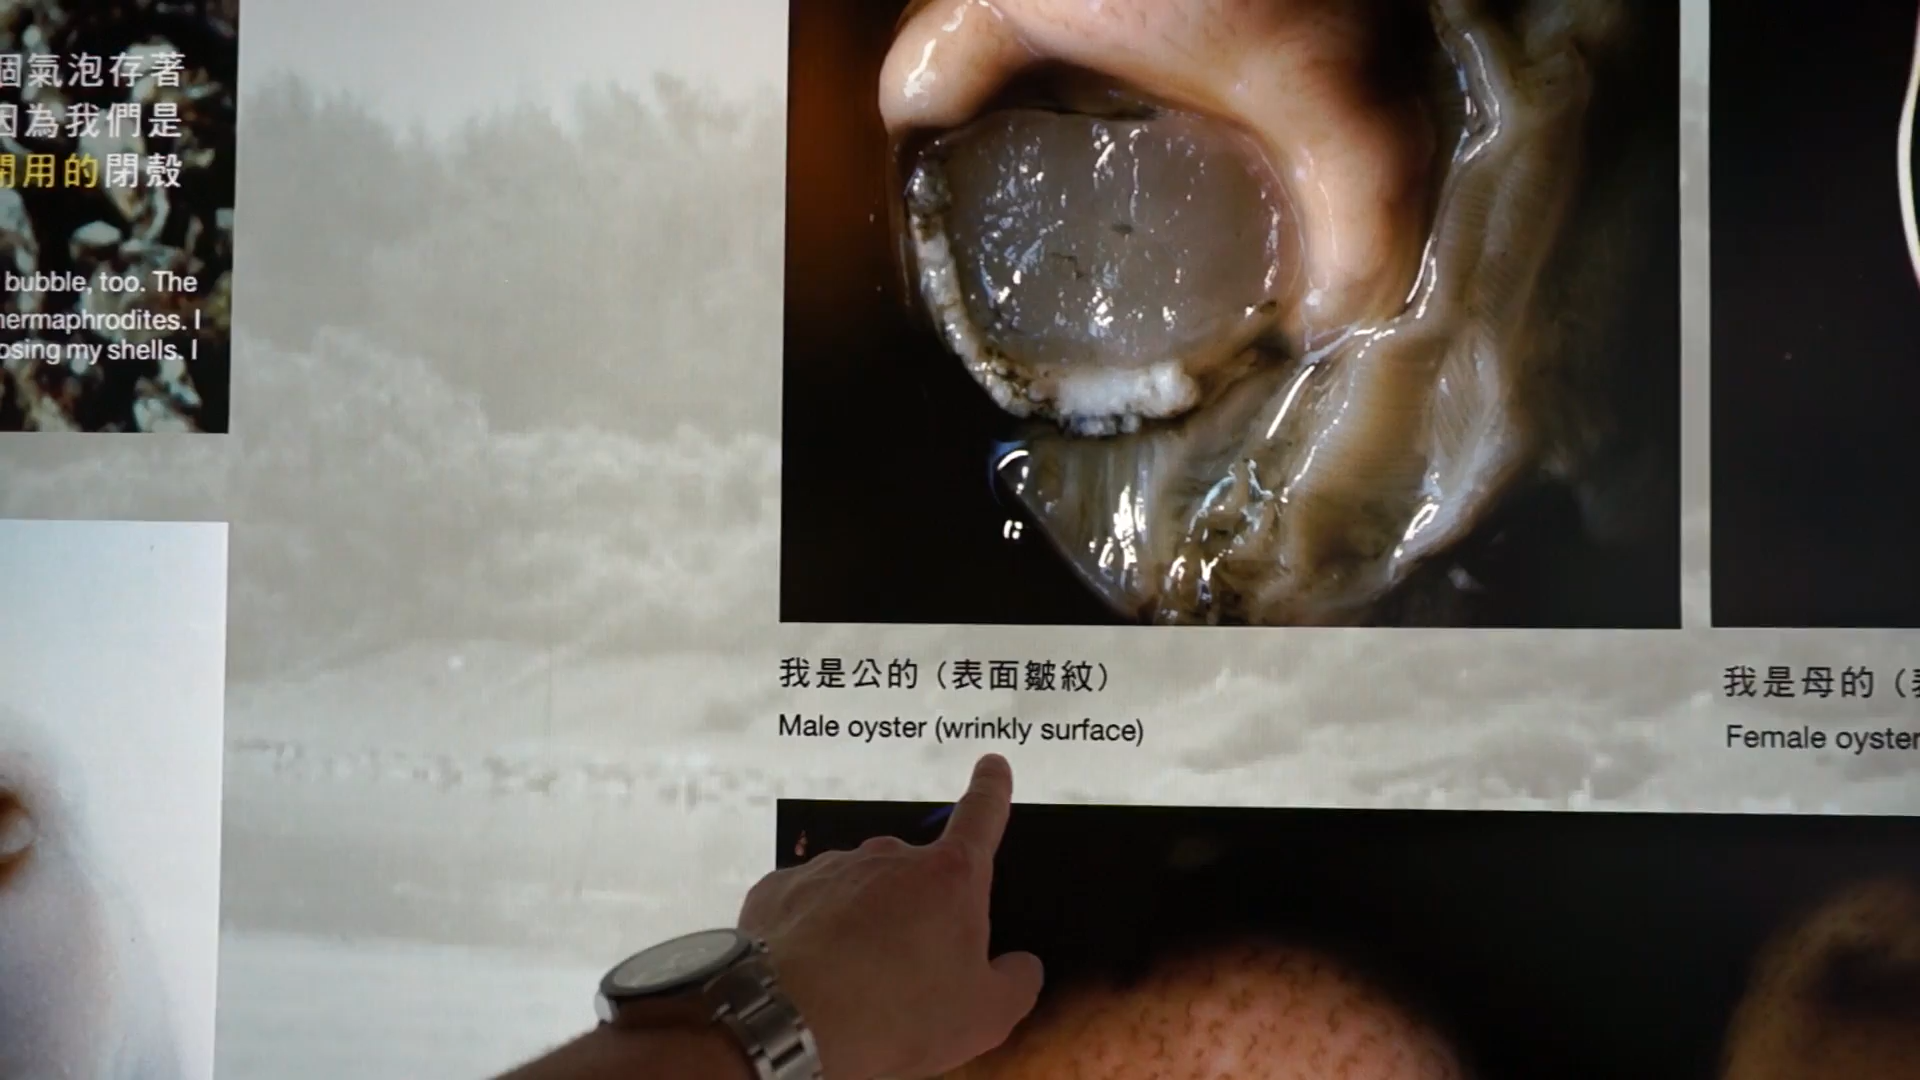 個氣泡存著
因為我們是
用的閉殼
bubble, too. The
hermaphrodites. I
my shells. I
我是公的（表面皺紋）
Male oyster (wrinkly surface)
我是母的（
Female oyster